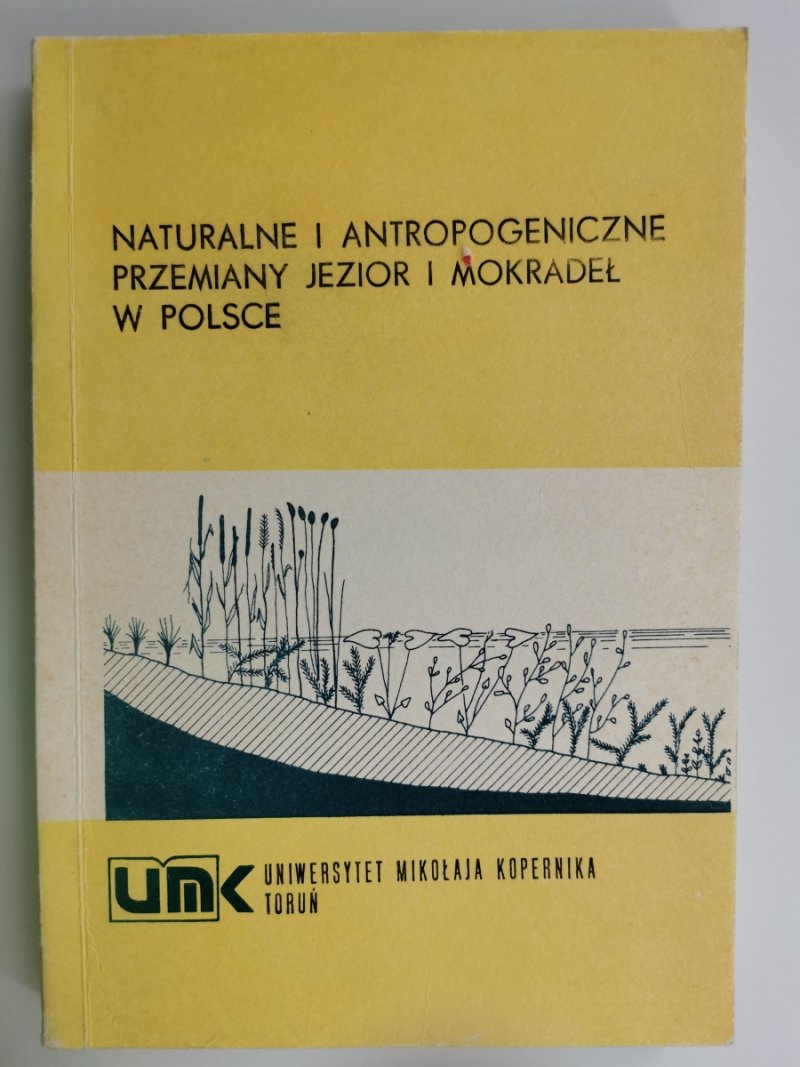 NATURALNE I ANTROPOGENICZNE
PRZEMIANY JEZIOR I MOKRADEŁ
W POLSCE
UMK
UNIWERSYTET MIKOŁAJA KOPERNIKA
TORUŃ